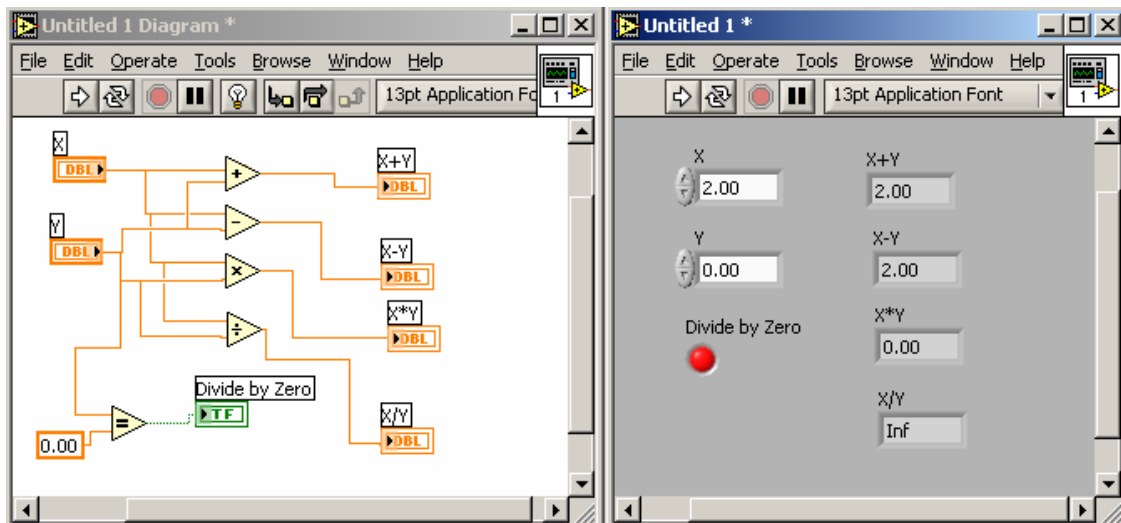 Untitled 1 Diagram *
File Edit Operate Tools Browse Window Help
13pt Application Fo
1
X
DBL
Y
DBL
+
−
×
÷
=
0.00
Divide by Zero
TF
X+Y
DBL
X-Y
DBL
X*Y
DBL
X/Y
DBL
Untitled 1 *
File Edit Operate Tools Browse Window Help
13pt Application Font
1
X
2.00
Y
0.00
Divide by Zero
X+Y
2.00
X-Y
2.00
X*Y
0.00
X/Y
Inf